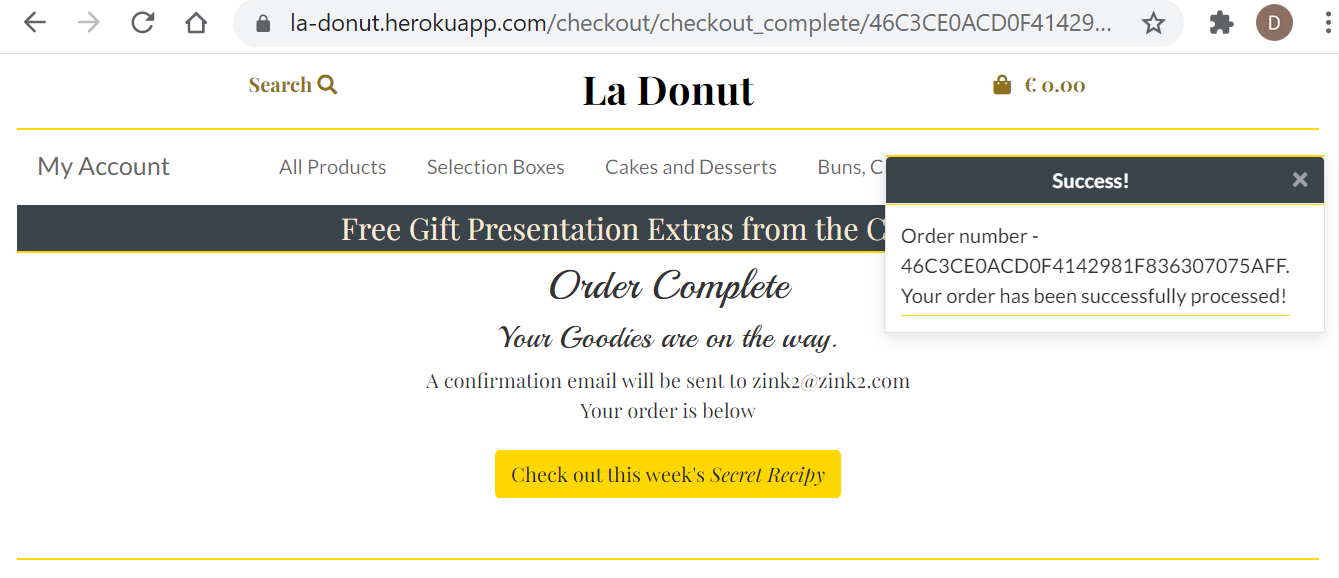 la-donut.herokuapp.com/checkout/checkout_complete/46C3CE0ACD0F41429...
D
Search
La Donut
€ 0.00
My Account
All Products
Selection Boxes
Cakes and Desserts
Buns, C
Success!
Free Gift Presentation Extras from the C
Order number -
46C3CE0ACD0F4142981F836307075AFF.
Your order has been successfully processed!
Order Complete
Your Goodies are on the way.
A confirmation email will be sent to zink2@zink2.com
Your order is below
Check out this week's Secret Recipy